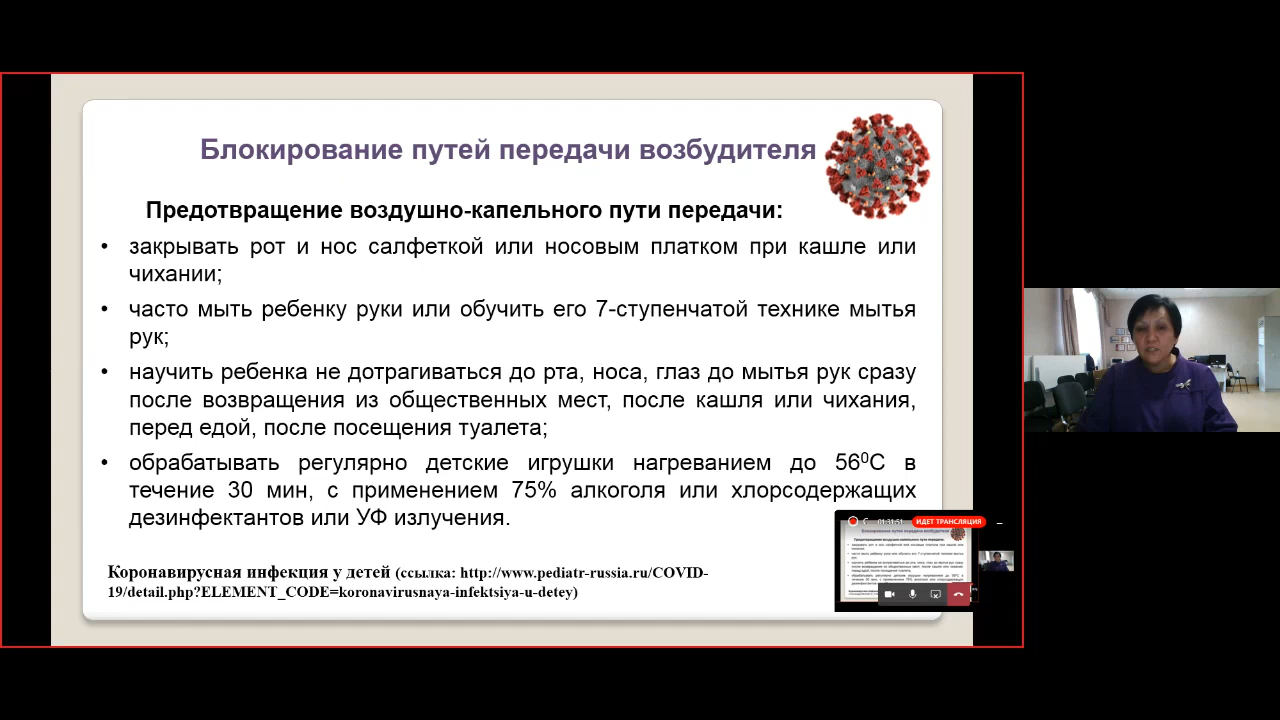 Блокирование путей передачи возбудителя
Предотвращение воздушно-капельного пути передачи:
• закрывать рот и нос салфеткой или носовым платком при кашле или
чихании;
• часто мыть ребенку руки или обучить его 7-ступенчатой технике мытья
рук;
• научить ребенка не дотрагиваться до рта, носа, глаз до мытья рук сразу
после возвращения из общественных мест, после кашля или чихания,
перед едой, после посещения туалета;
• обрабатывать регулярно детские игрушки нагреванием до 56⁰С в
течение 30 мин, с применением 75% алкоголя или хлорсодержащих
дезинфектантов или УФ излучения.
Коронавирусная инфекция у детей (ссылка: https://www.pediatr-russia.ru/COVID-
19/detail.php?ELEMENT_CODE=koronavirusnaya-infektsiya-u-detey)
01:31:51 ИДЕТ ТРАНСЛЯЦИЯ